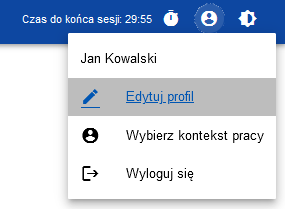 Czas do końca sesji: 29:55
Jan Kowalski
Edytuj profil
Wybierz kontekst pracy
Wyloguj się